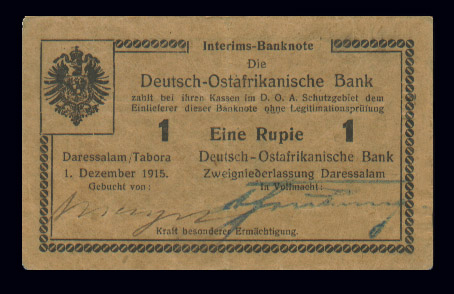 Interims-Banknote
Die
Deutsch-Ostafrikanische Bank
zahlt bei ihren Kassen im D. O. A. Schutzgebiet dem
Einlieferer dieser Banknote ohne Legitimationsprüfung
1 Eine Rupie 1
Daressalam/Tabora Deutsch-Ostafrikanische Bank
1. Dezember 1915. Zweigniederlassung Daressalam
Gebucht von: In Vollmacht:
Kraft besonderer Ermächtigung.